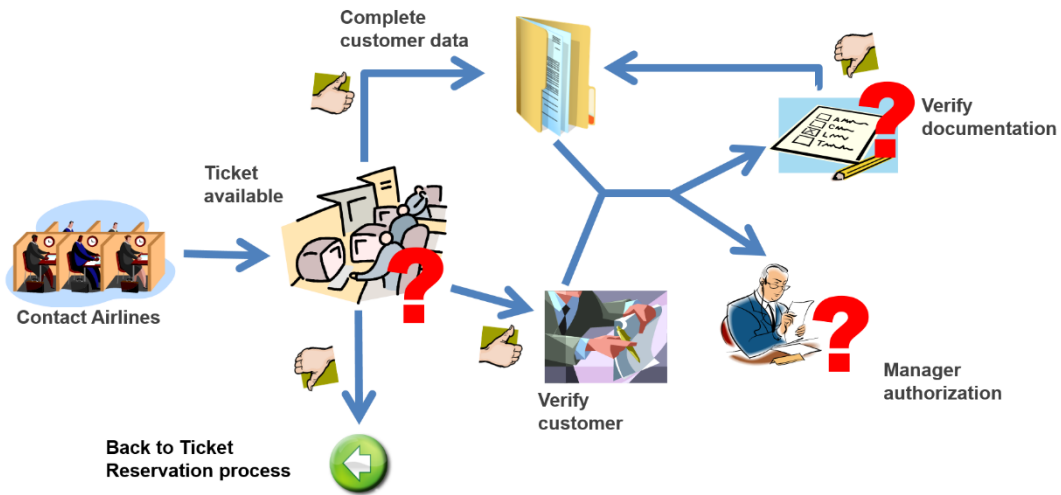 Complete
customer data
Verify
documentation
A
C
L
T
Ticket
available
Contact Airlines
Verify
customer
Manager
authorization
Back to Ticket
Reservation process